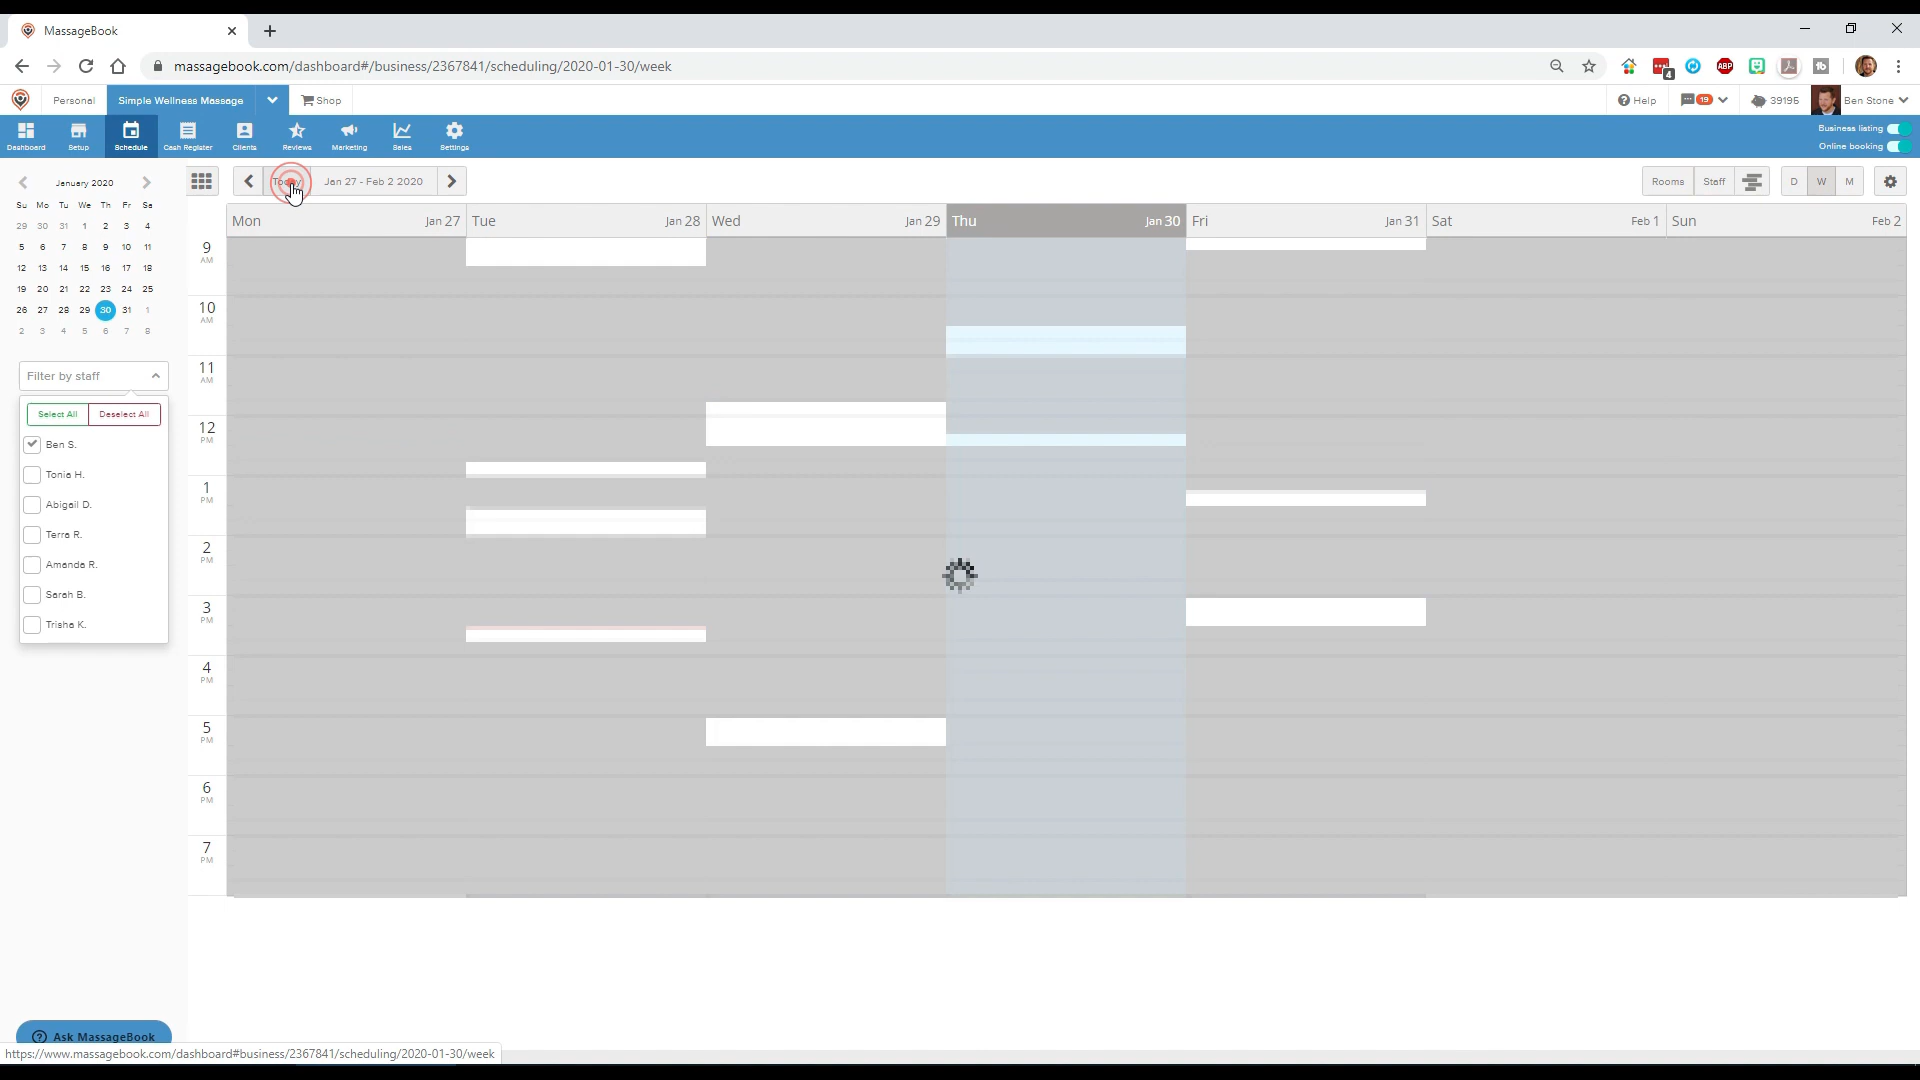 MassageBook
massagebook.com/dashboard#/business/2367841/scheduling/2020-01-30/week
4
ABP
Personal
Simple Wellness Massage
Shop
Help
19
39195
Ben Stone
Dashboard
Setup
Schedule
Cash Register
Clients
Reviews
Marketing
Sales
Settings
Business listing
Online booking
January 2020
Su Mo Tu We Th Fr Sa
29 30 31 1 2 3 4
5 6 7 8 9 10 11
12 13 14 15 16 17 18
19 20 21 22 23 24 25
26 27 28 29 30 31 1
2 3 4 5 6 7 8
Today
Jan 27 - Feb 2 2020
Rooms
Staff
D
W
M
Mon Jan 27
Tue Jan 28
Wed Jan 29
Thu Jan 30
Fri Jan 31
Sat Feb 1
Sun Feb 2
9
AM
10
AM
11
AM
12
PM
1
PM
2
PM
3
PM
4
PM
5
PM
6
PM
7
PM
Filter by staff
Select All
Deselect All
Ben S.
Tonia H.
Abigail D.
Terra R.
Amanda R.
Sarah B.
Trisha K.
Ask MassageBook
https://www.massagebook.com/dashboard#business/2367841/scheduling/2020-01-30/week